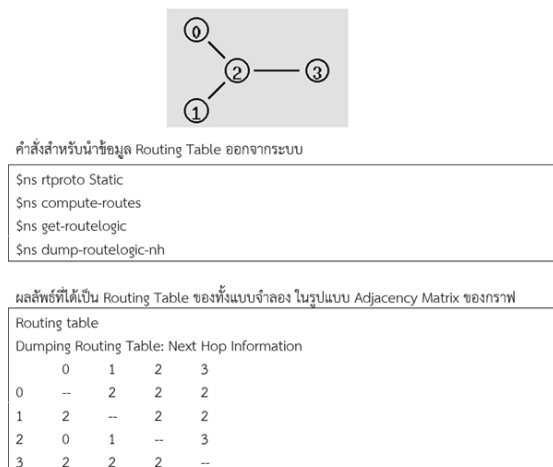 0
2
3
1
คำสั่งสำหรับนำข้อมูล Routing Table ออกจากระบบ
$ns rtproto Static
$ns compute-routes
$ns get-routelogic
$ns dump-routelogic-nh
ผลลัพธ์ที่ได้เป็น Routing Table ของทั้งแบบจำลอง ในรูปแบบ Adjacency Matrix ของกราฟ
Routing table
Dumping Routing Table: Next Hop Information
0 1 2 3
0 -- 2 2 2
1 2 -- 2 2
2 0 1 -- 3
3 2 2 2 --